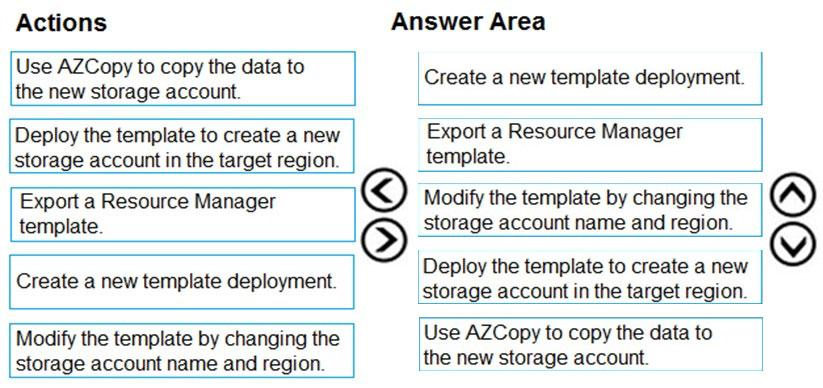 Actions
Use AZCopy to copy the data to
the new storage account.
Deploy the template to create a new
storage account in the target region.
Export a Resource Manager
template.
Create a new template deployment.
Modify the template by changing the
storage account name and region.
Answer Area
Create a new template deployment.
Export a Resource Manager
template.
Modify the template by changing the
storage account name and region.
Deploy the template to create a new
storage account in the target region.
Use AZCopy to copy the data to
the new storage account.